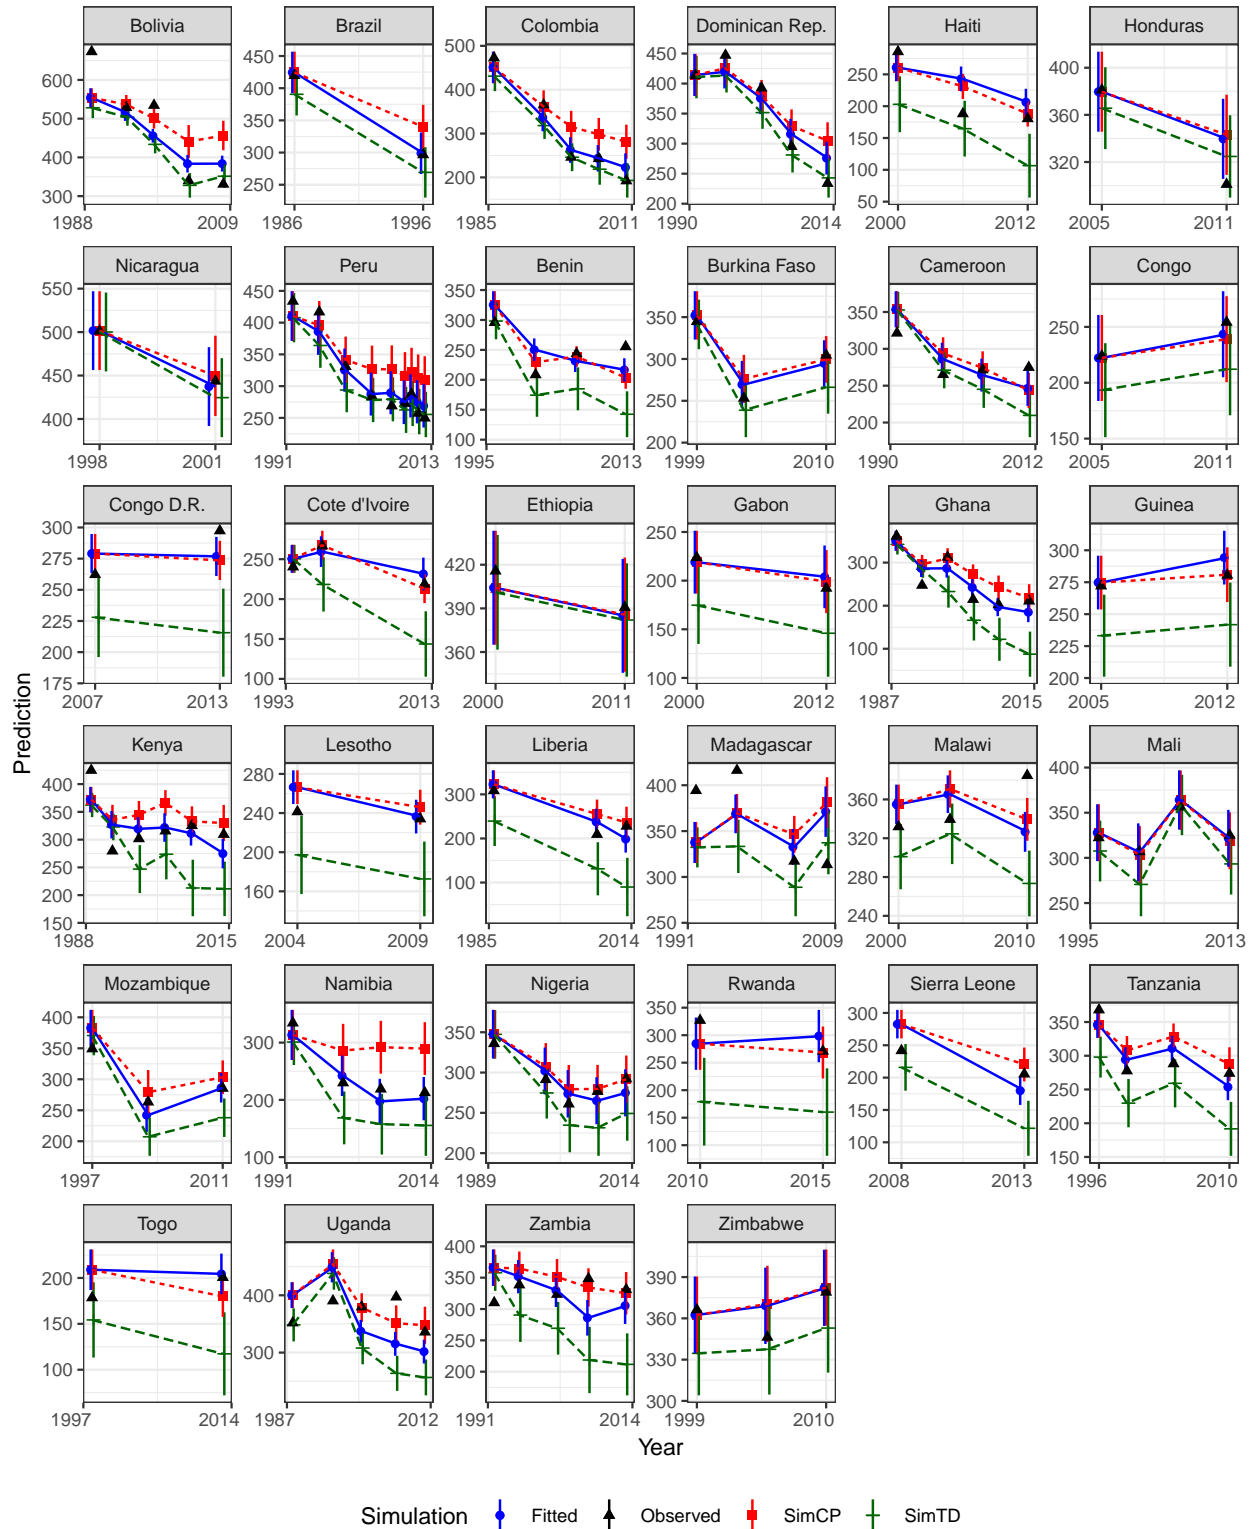 Bolivia Brazil Colombia Dominican Rep. Haiti Honduras
600 500 400 300
450 400 350 300 250
500 400 300 200
450 400 350 300 250 200
250 200 150 100 50
400 360 320
1988 2009 1986 1996 1985 2011 1990 2014 2000 2012 2005 2011
Nicaragua Peru Benin Burkina Faso Cameroon Congo
550 500 450 400
450 400 350 300 250
350 300 250 200 150 100
350 300 250 200
350 300 250 200
250 200 150
1998 2001 1991 2013 1995 2013 1999 2010 1990 2012 2005 2011
Congo D.R. Cote d'Ivoire Ethiopia Gabon Ghana Guinea
300 275 250 225 200 175
250 200 150 100
420 390 360
250 200 150 100
300 200 100
300 275 250 225 200
2007 2013 1993 2013 2000 2011 2000 2012 1987 2015 2005 2012
Prediction
Kenya Lesotho Liberia Madagascar Malawi Mali
400 350 300 250 200 150
280 240 200 160
300 200 100
400 350 300 250
360 300 240
350 300 250
1988 2015 2004 2009 1985 2014 1991 2009 2000 2010 1995 2013
Mozambique Namibia Nigeria Rwanda Sierra Leone Tanzania
400 350 300 250 200
300 200 100
350 300 250 200
350 300 250 200 150 100
300 250 200 150 100
350 300 250 200 150
1997 2011 1991 2014 1989 2014 2010 2015 2008 2013 1996 2010
Togo Uganda Zambia Zimbabwe
200 150 100
400 300
400 350 300 250 200
390 360 330 300
1997 2014 1987 2012 1991 2014 1999 2010
Year
Simulation Fitted Observed SimCP SimTD